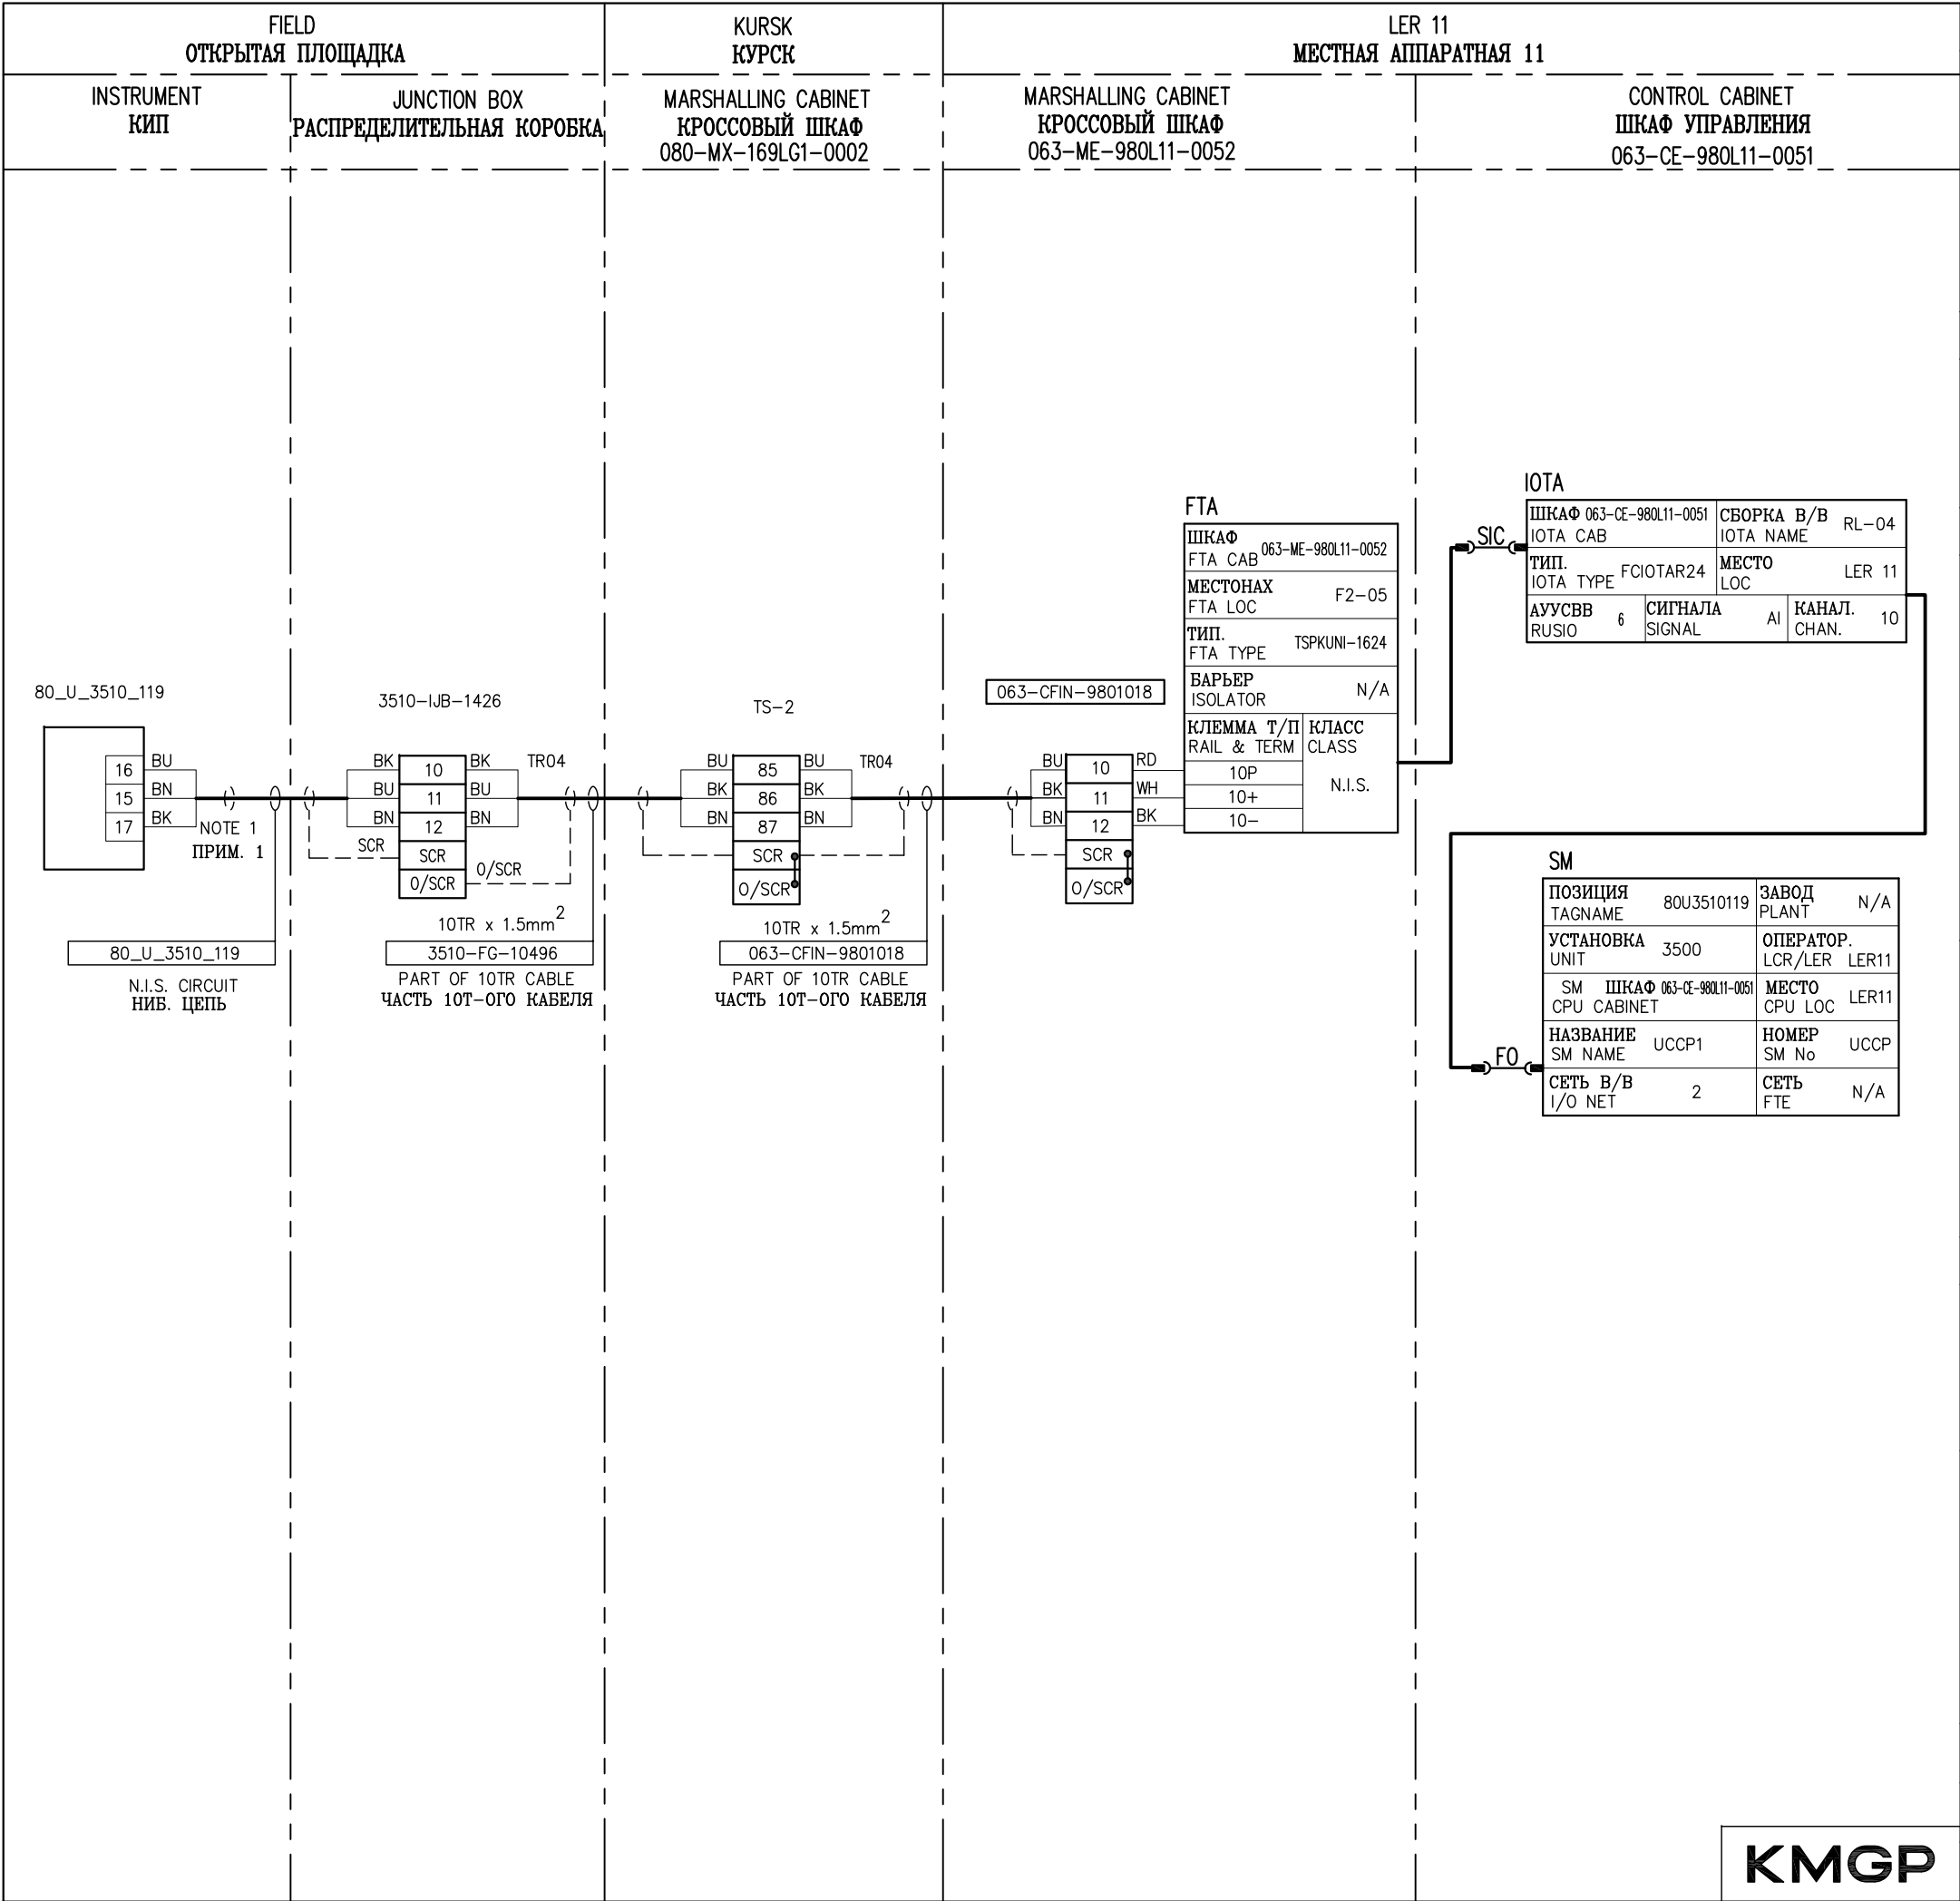 FIELD
ОТКРЫТАЯ ПЛОЩАДКА
KURSK
КУРСК
LER 11
МЕСТНАЯ АППАРАТНАЯ 11
INSTRUMENT
КИП
JUNCTION BOX
РАСПРЕДЕЛИТЕЛЬНАЯ КОРОБКА
MARSHALLING CABINET
КРОССОВЫЙ ШКАФ
080-MX-169LG1-0002
MARSHALLING CABINET
КРОССОВЫЙ ШКАФ
063-ME-980L11-0052
CONTROL CABINET
ШКАФ УПРАВЛЕНИЯ
063-CE-980L11-0051
80_U_3510_119
16 BU
15 BN
17 BK
NOTE 1
ПРИМ. 1
80_U_3510_119
N.I.S. CIRCUIT
НИБ. ЦЕПЬ
3510-IJB-1426
BK 10 BK TR04
BU 11 BU
BN 12 BN
SCR SCR
O/SCR O/SCR
10TR x 1.5mm2
3510-FG-10496
PART OF 10TR CABLE
ЧАСТЬ 10Т-ОГО КАБЕЛЯ
TS-2
BU 85 BU TR04
BK 86 BK
BN 87 BN
SCR
O/SCR
10TR x 1.5mm2
063-CFIN-9801018
PART OF 10TR CABLE
ЧАСТЬ 10Т-ОГО КАБЕЛЯ
063-CFIN-9801018
BU 10 RD
BK 11 WH
BN 12 BK
SCR
O/SCR
FTA
ШКАФ
FTA CAB 063-ME-980L11-0052
МЕСТОНАХ
FTA LOC F2-05
ТИП.
FTA TYPE TSPKUNI-1624
БАРЬЕР
ISOLATOR N/A
КЛЕММА Т/П КЛАСС
RAIL & TERM CLASS
10P
10+
10-
N.I.S.
SIC
IOTA
ШКАФ 063-CE-980L11-0051 СБОРКА В/В
IOTA CAB IOTA NAME RL-04
ТИП. МЕСТО
IOTA TYPE FCIOTAR24 LOC LER 11
АУУСВВ СИГНАЛА КАНАЛ.
RUSIO 6 SIGNAL AI CHAN. 10
FO
SM
ПОЗИЦИЯ ЗАВОД
TAGNAME 80U3510119 PLANT N/A
УСТАНОВКА ОПЕРАТОР.
UNIT 3500 LCR/LER LER11
SM ШКАФ 063-CE-980L11-0051 МЕСТО
CPU CABINET CPU LOC LER11
НАЗВАНИЕ НОМЕР
SM NAME UCCP1 SM No UCCP
СЕТЬ В/В СЕТЬ
I/O NET 2 FTE N/A
KMGP